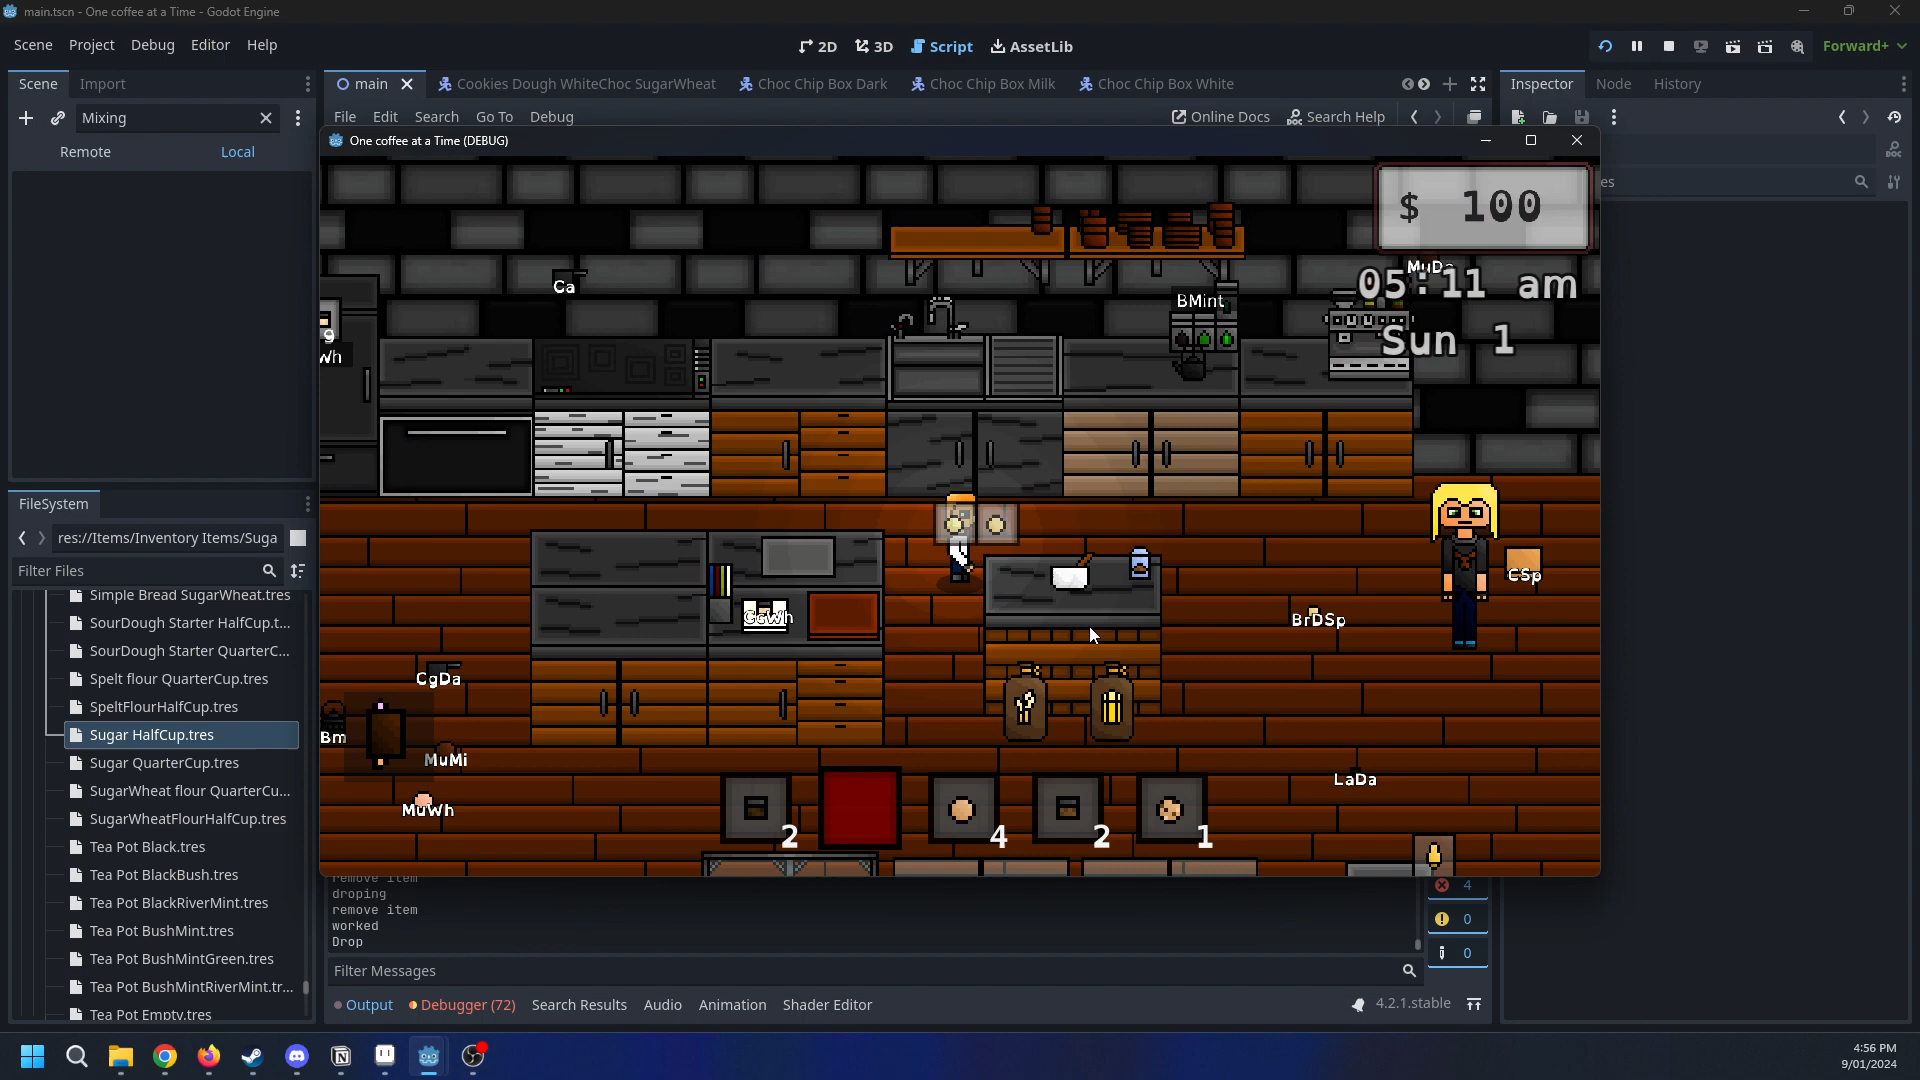 main.tscn - One coffee at a Time - Godot Engine
Scene Project Debug Editor Help
2D 3D Script AssetLib
Forward+
Scene Import
main Cookies Dough WhiteChoc SugarWheat Choc Chip Box Dark Choc Chip Box Milk Choc Chip Box White
Inspector Node History
Mixing
File Edit Search Go To Debug
Online Docs Search Help
Remote Local
One coffee at a Time (DEBUG)
es
$ 100
MuDa
05:11 am
Sun 1
Ca
BMint
9
Wh
CSp
CcWh
BrDSp
CgDa
Bm
MuMi
LaDa
MuWh
2
4
2
1
FileSystem
res://Items/Inventory Items/Suga
Filter Files
Simple Bread SugarWheat.tres
SourDough Starter HalfCup.t...
SourDough Starter QuarterC...
Spelt flour QuarterCup.tres
SpeltFlourHalfCup.tres
Sugar HalfCup.tres
Sugar QuarterCup.tres
SugarWheat flour QuarterCu...
SugarWheatFlourHalfCup.tres
Tea Pot Black.tres
Tea Pot BlackBush.tres
Tea Pot BlackRiverMint.tres
Tea Pot BushMint.tres
Tea Pot BushMintGreen.tres
Tea Pot BushMintRiverMint.tr...
Tea Pot Empty.tres
remove item
droping
remove item
worked
Drop
4
0
0
Filter Messages
Output Debugger (72) Search Results Audio Animation Shader Editor
4.2.1.stable
4:56 PM
9/01/2024